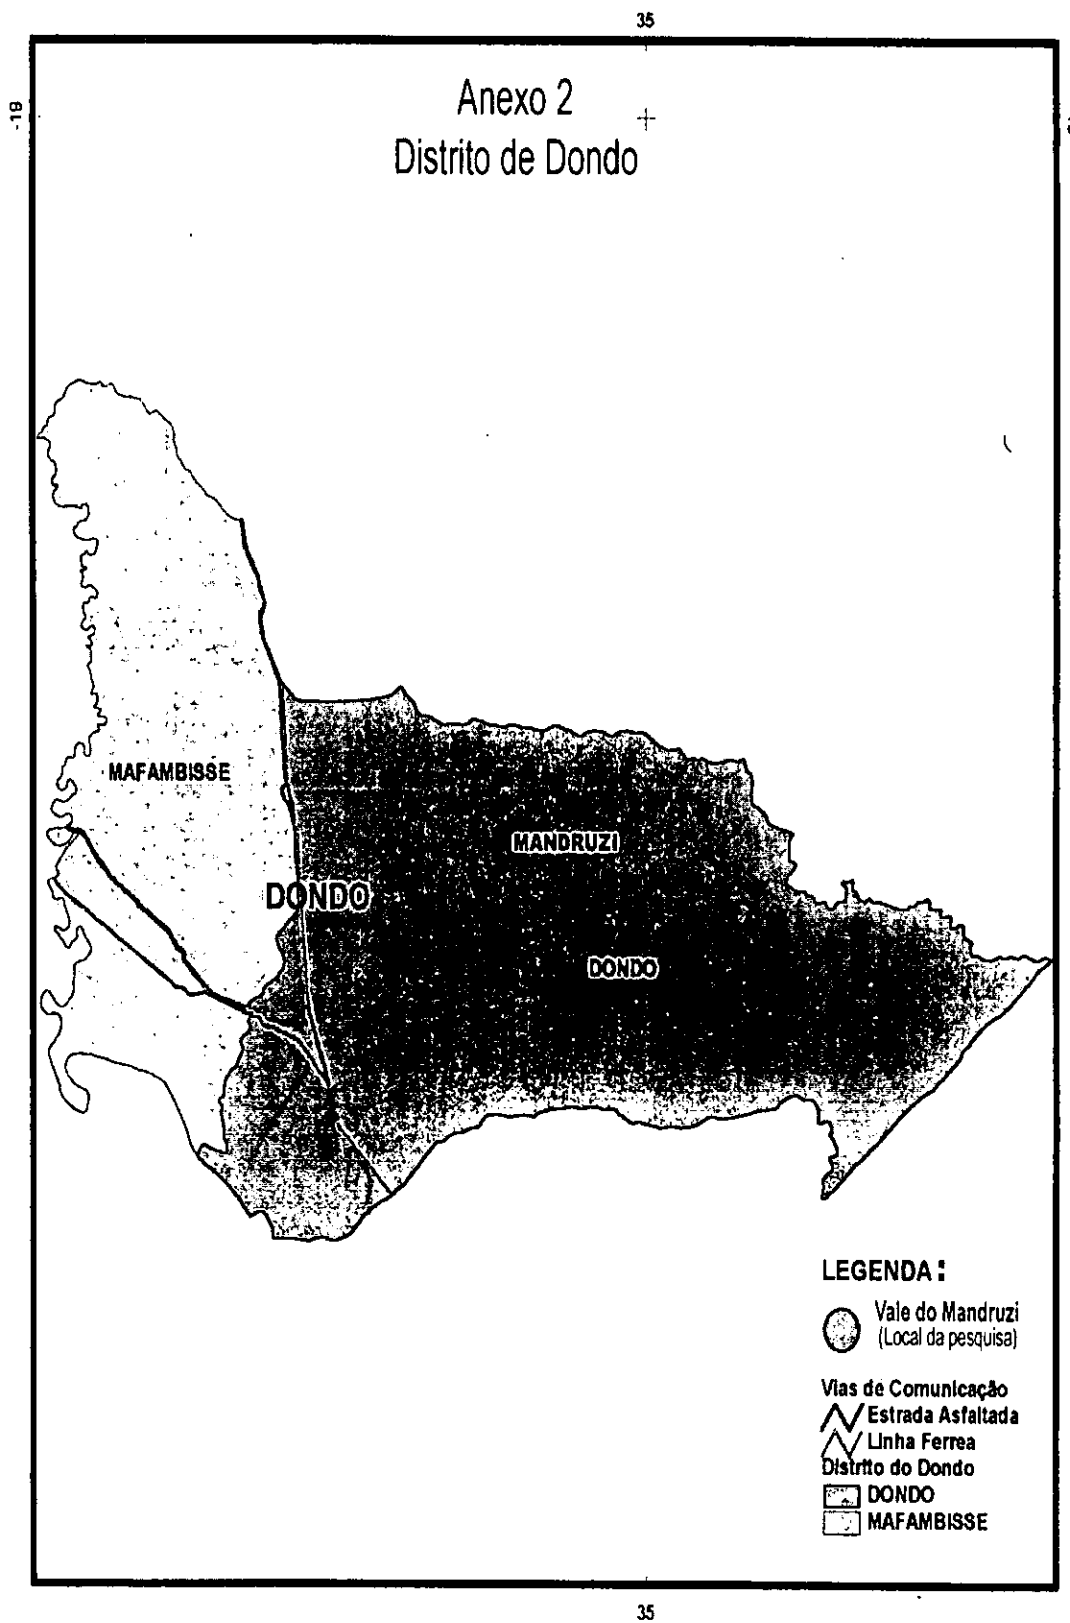 35
-19
Anexo 2
Distrito de Dondo
MAFAMBISSE
MANDRUZI
DONDO
DONDO
LEGENDA:
Vale do Mandruzi
(Local da pesquisa)
Vias de Comunicação
Estrada Asfaltada
Linha Ferrea
Distrito do Dondo
DONDO
MAFAMBISSE
35